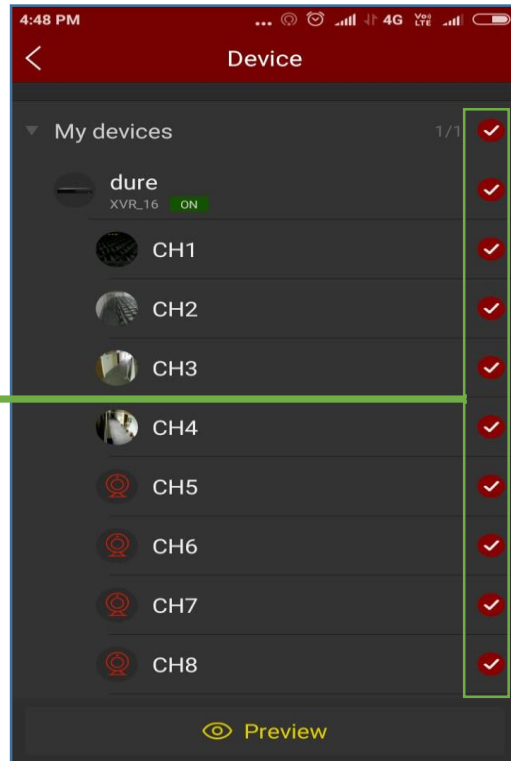 4:48 PM ... 4G VoLTE
Device
My devices 1/1
dure
XVR_16 ON
CH1
CH2
CH3
CH4
CH5
CH6
CH7
CH8
Preview